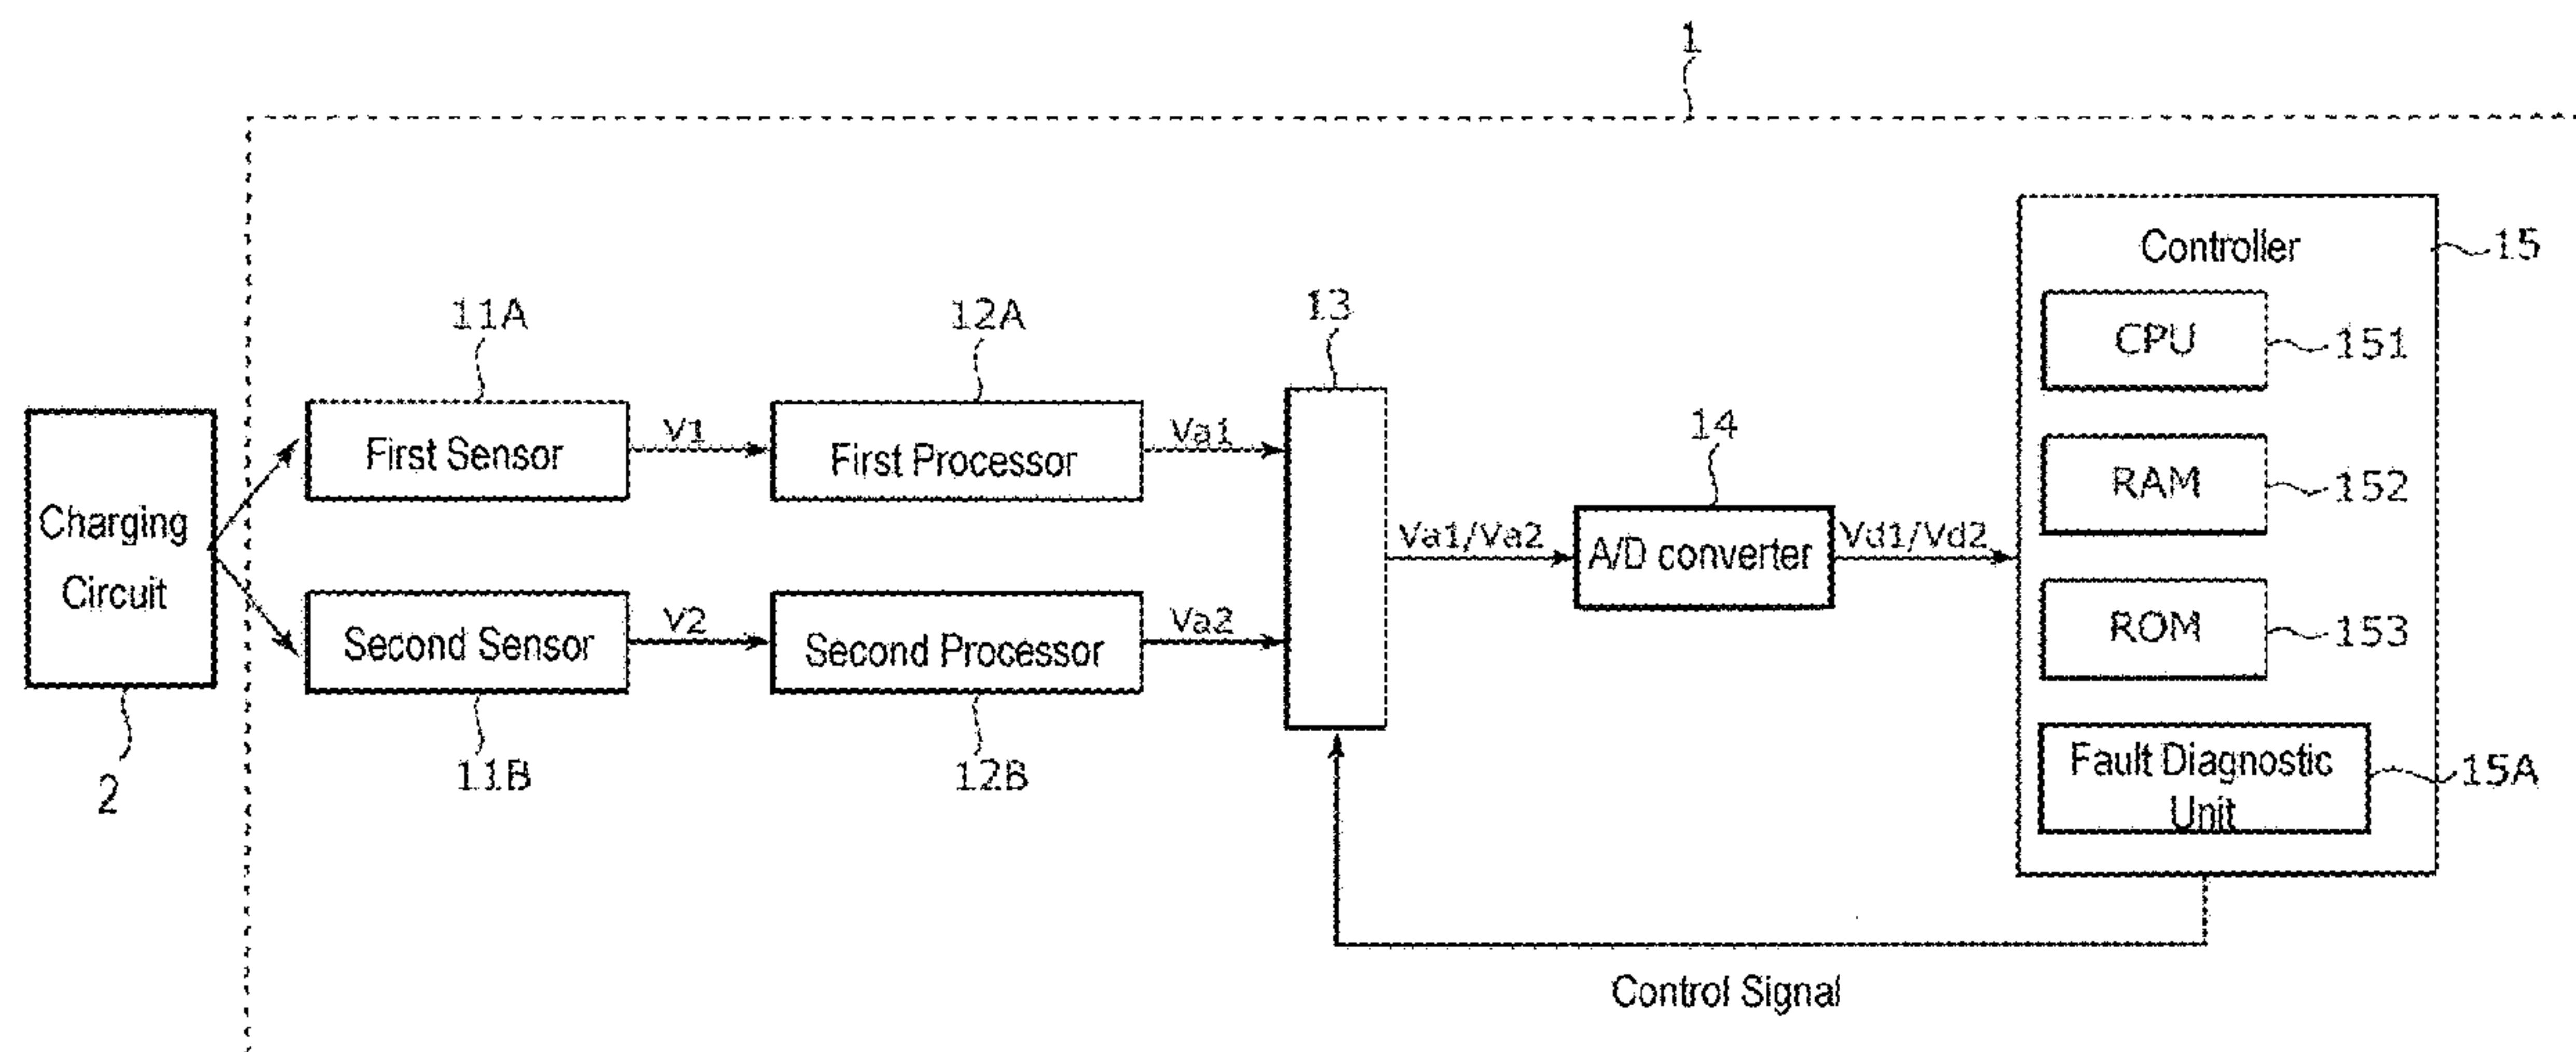 1
Controller
15
11A
12A
13
CPU
151
14
V1
Va1
First Sensor
First Processor
RAM
152
Charging
Circuit
Va1/Va2
A/D converter
Vd1/Vd2
V2
Va2
ROM
153
Second Sensor
Second Processor
Fault Diagnostic
Unit
15A
2
11B
12B
Control Signal